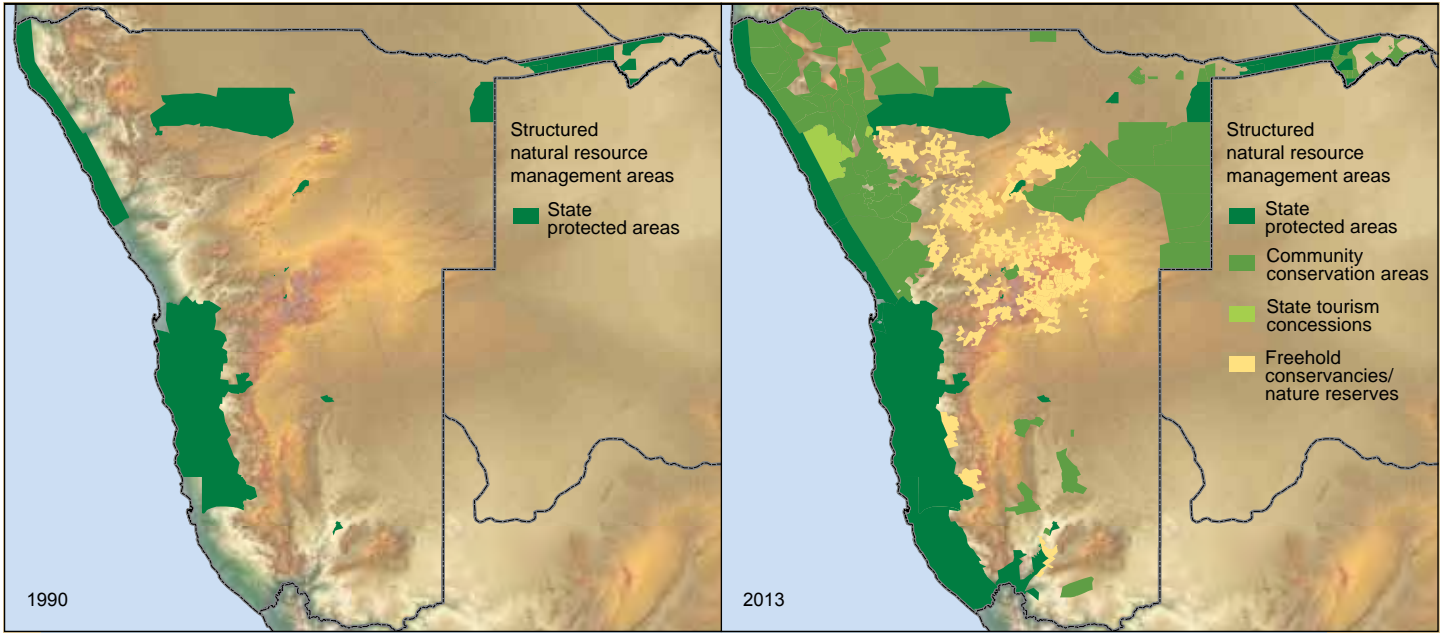 Structured
natural resource
management areas
State
protected areas
1990
Structured
natural resource
management areas
State
protected areas
Community
conservation areas
State tourism
concessions
Freehold
conservancies/
nature reserves
2013